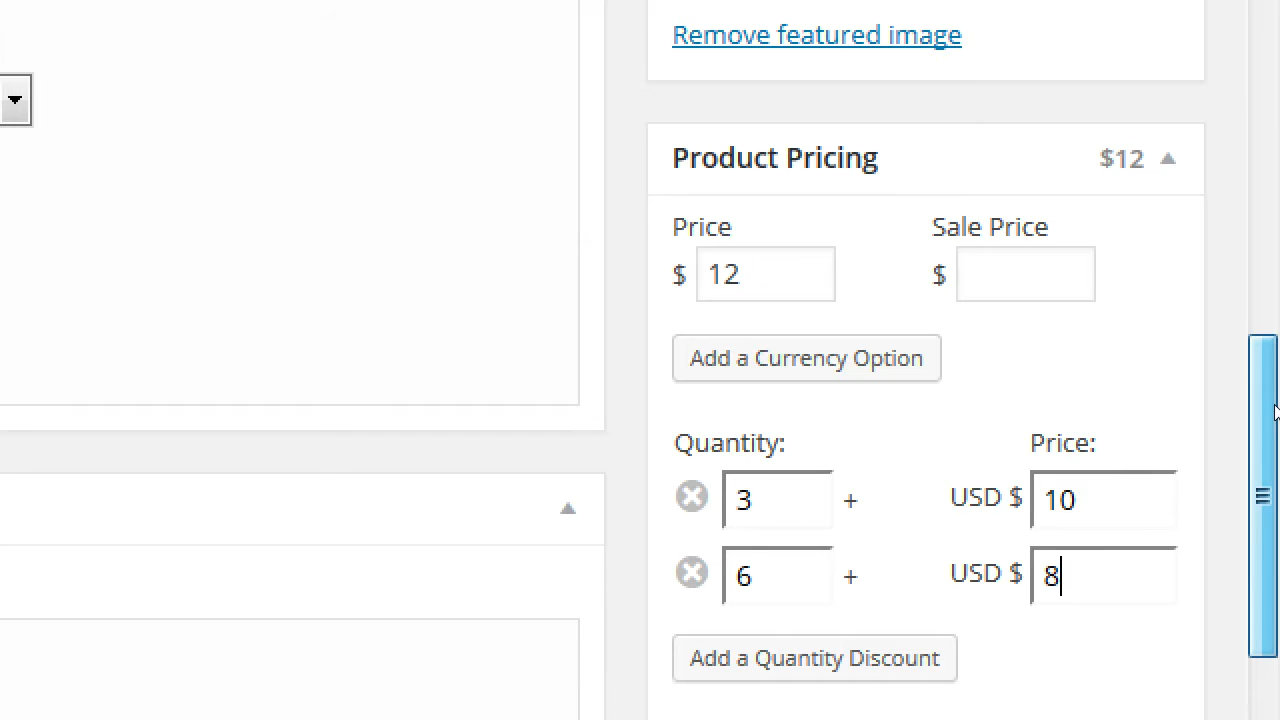 Remove featured image
Product Pricing $12
Price Sale Price
$ 12 $
Add a Currency Option
Quantity: Price:
3 + USD $ 10
6 + USD $ 8
Add a Quantity Discount